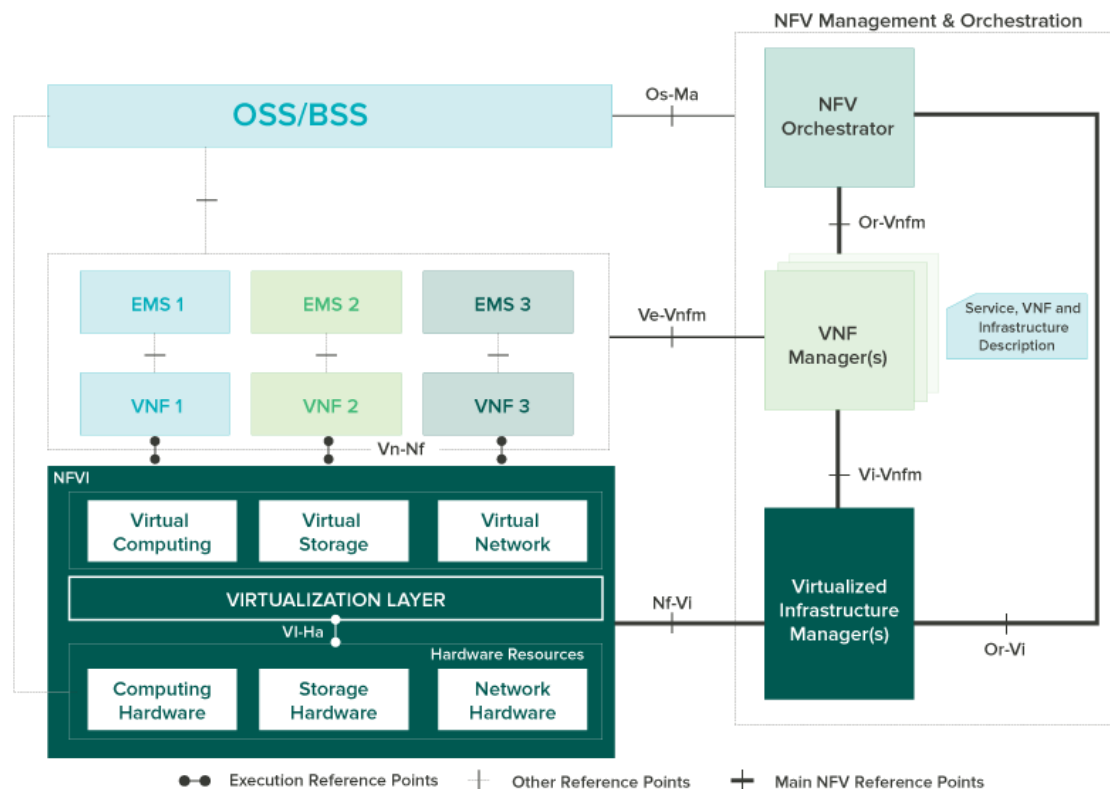 NFV Management & Orchestration
OSS/BSS
Os-Ma
NFV
Orchestrator
Or-Vnfm
EMS 1
EMS 2
EMS 3
Ve-Vnfm
VNF
Manager(s)
Service, VNF and
Infrastructure
Description
VNF 1
VNF 2
VNF 3
Vn-Nf
NFVI
Vi-Vnfm
Virtual
Computing
Virtual
Storage
Virtual
Network
VIRTUALIZATION LAYER
Nf-Vi
Virtualized
Infrastructure
Manager(s)
Or-Vi
VI-Ha
Hardware Resources
Computing
Hardware
Storage
Hardware
Network
Hardware
Execution Reference Points
Other Reference Points
Main NFV Reference Points